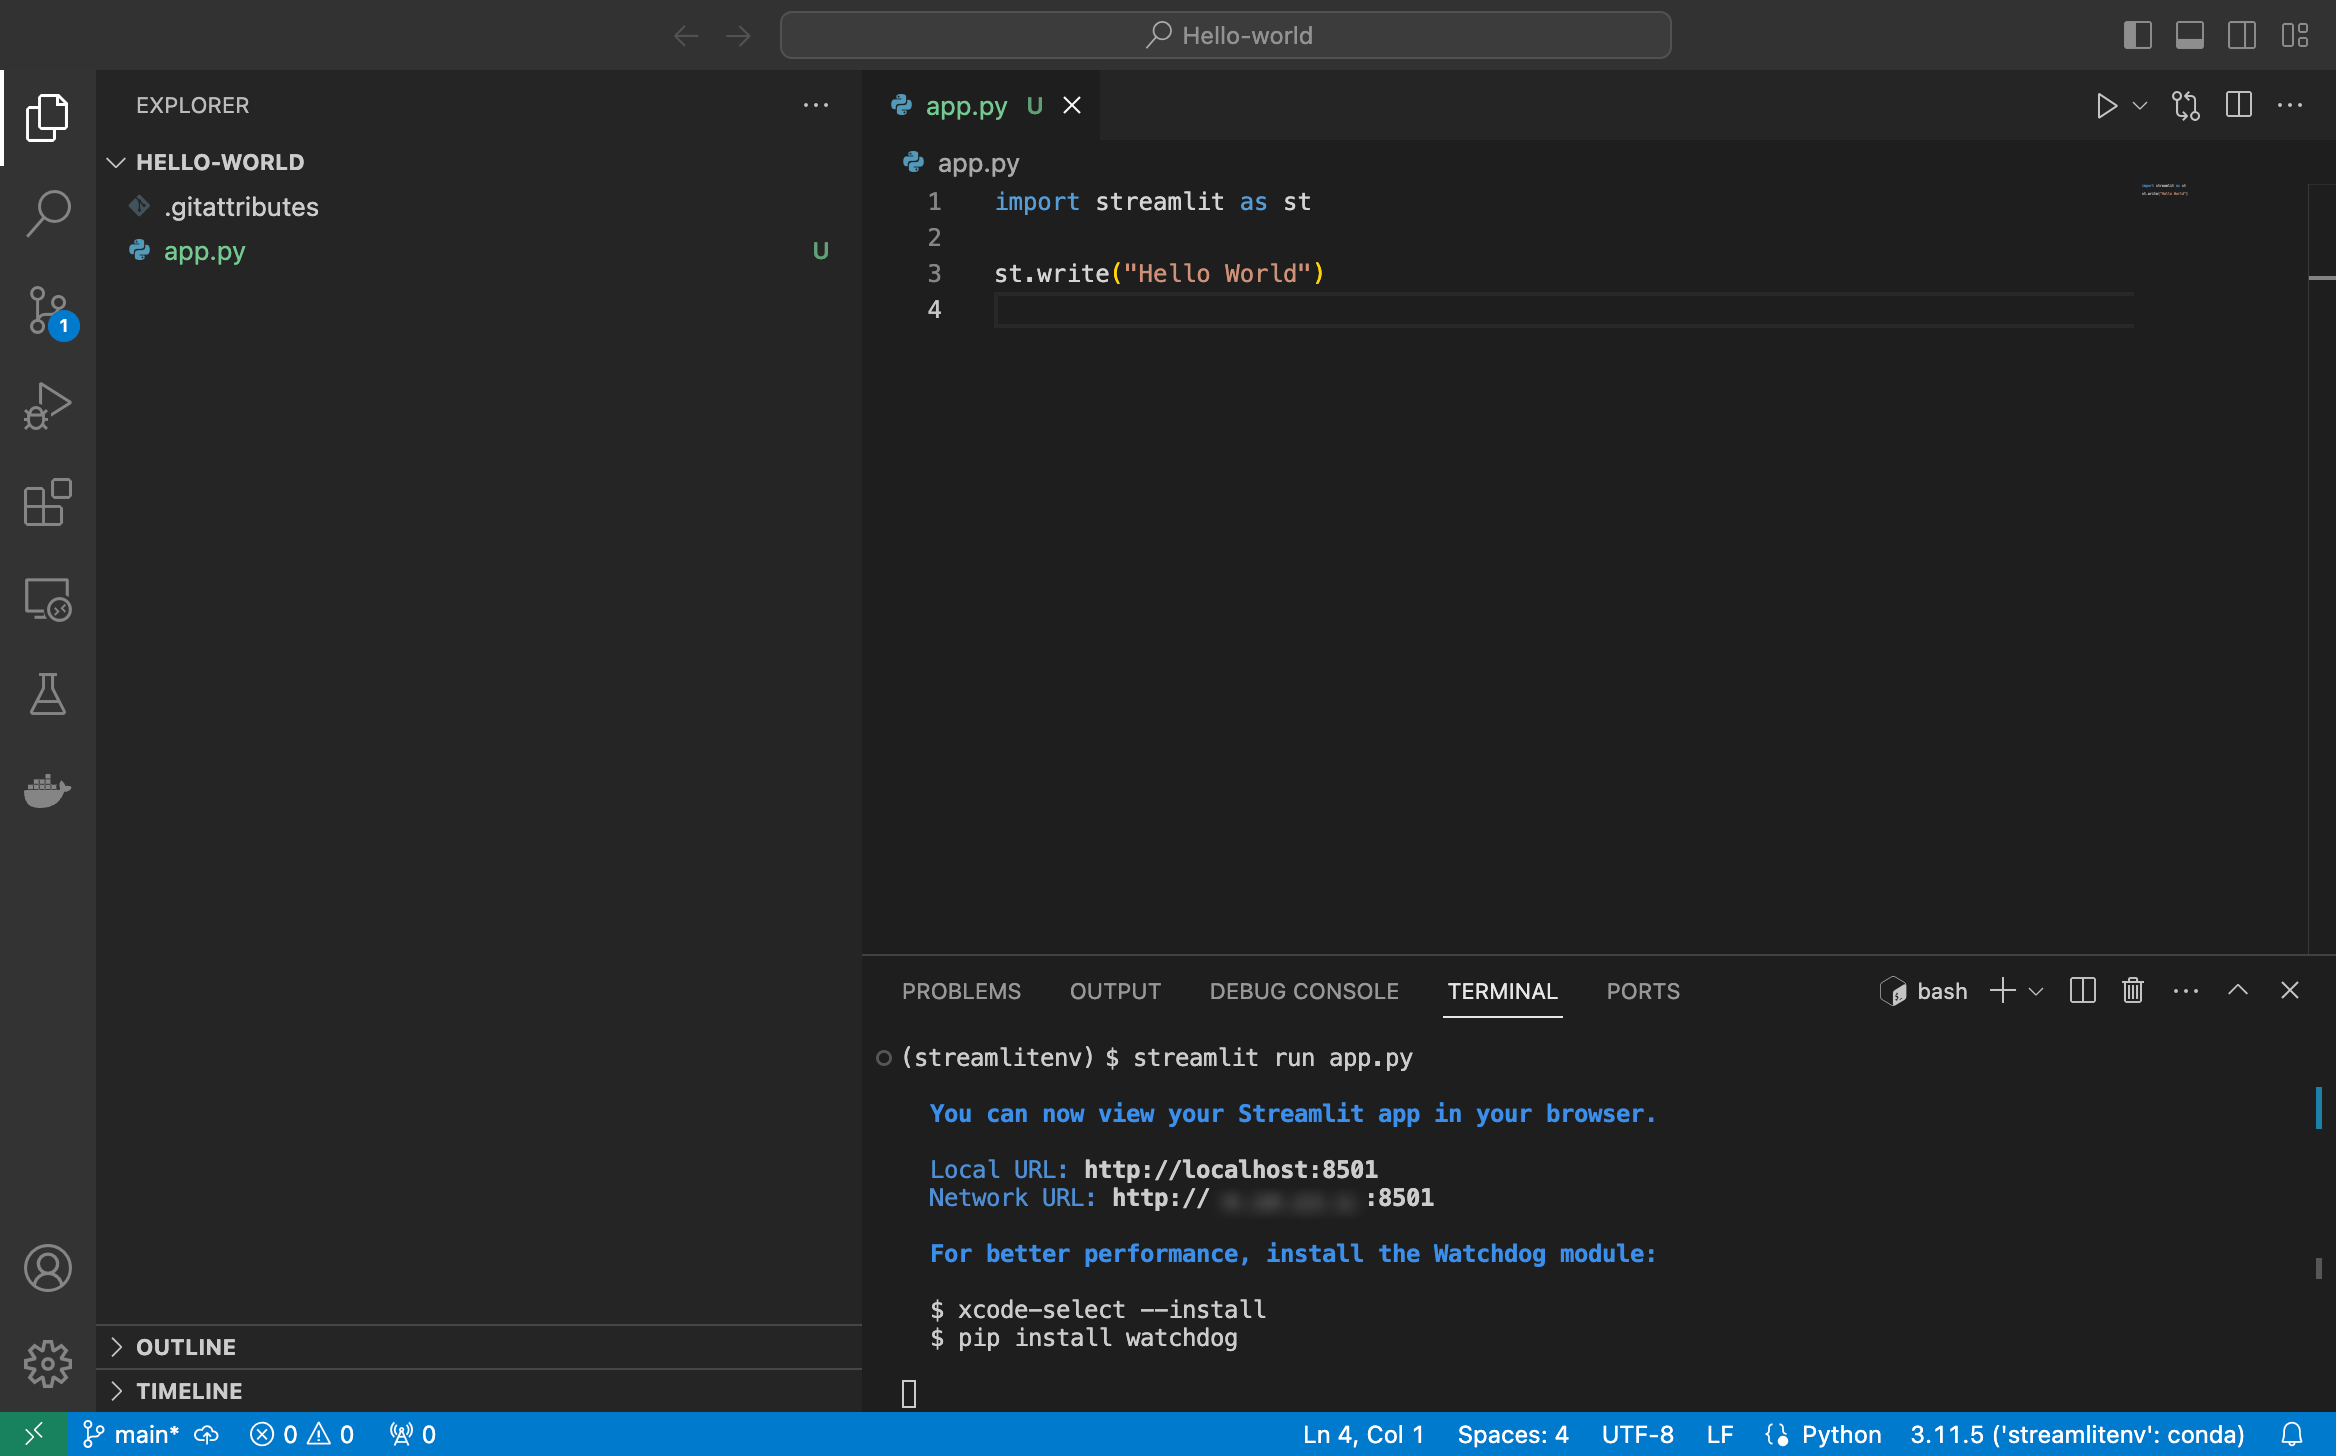 Hello-world
EXPLORER
HELLO-WORLD
.gitattributes
app.py U
1
app.py U
app.py
1 import streamlit as st
2
3 st.write("Hello World")
4
PROBLEMS OUTPUT DEBUG CONSOLE TERMINAL PORTS bash
(streamlitenv) $ streamlit run app.py
You can now view your Streamlit app in your browser.
Local URL: http://localhost:8501
Network URL: http:// :8501
For better performance, install the Watchdog module:
$ xcode-select --install
$ pip install watchdog
OUTLINE
TIMELINE
main* 0 0 0 Ln 4, Col 1 Spaces: 4 UTF-8 LF Python 3.11.5 ('streamlitenv': conda)